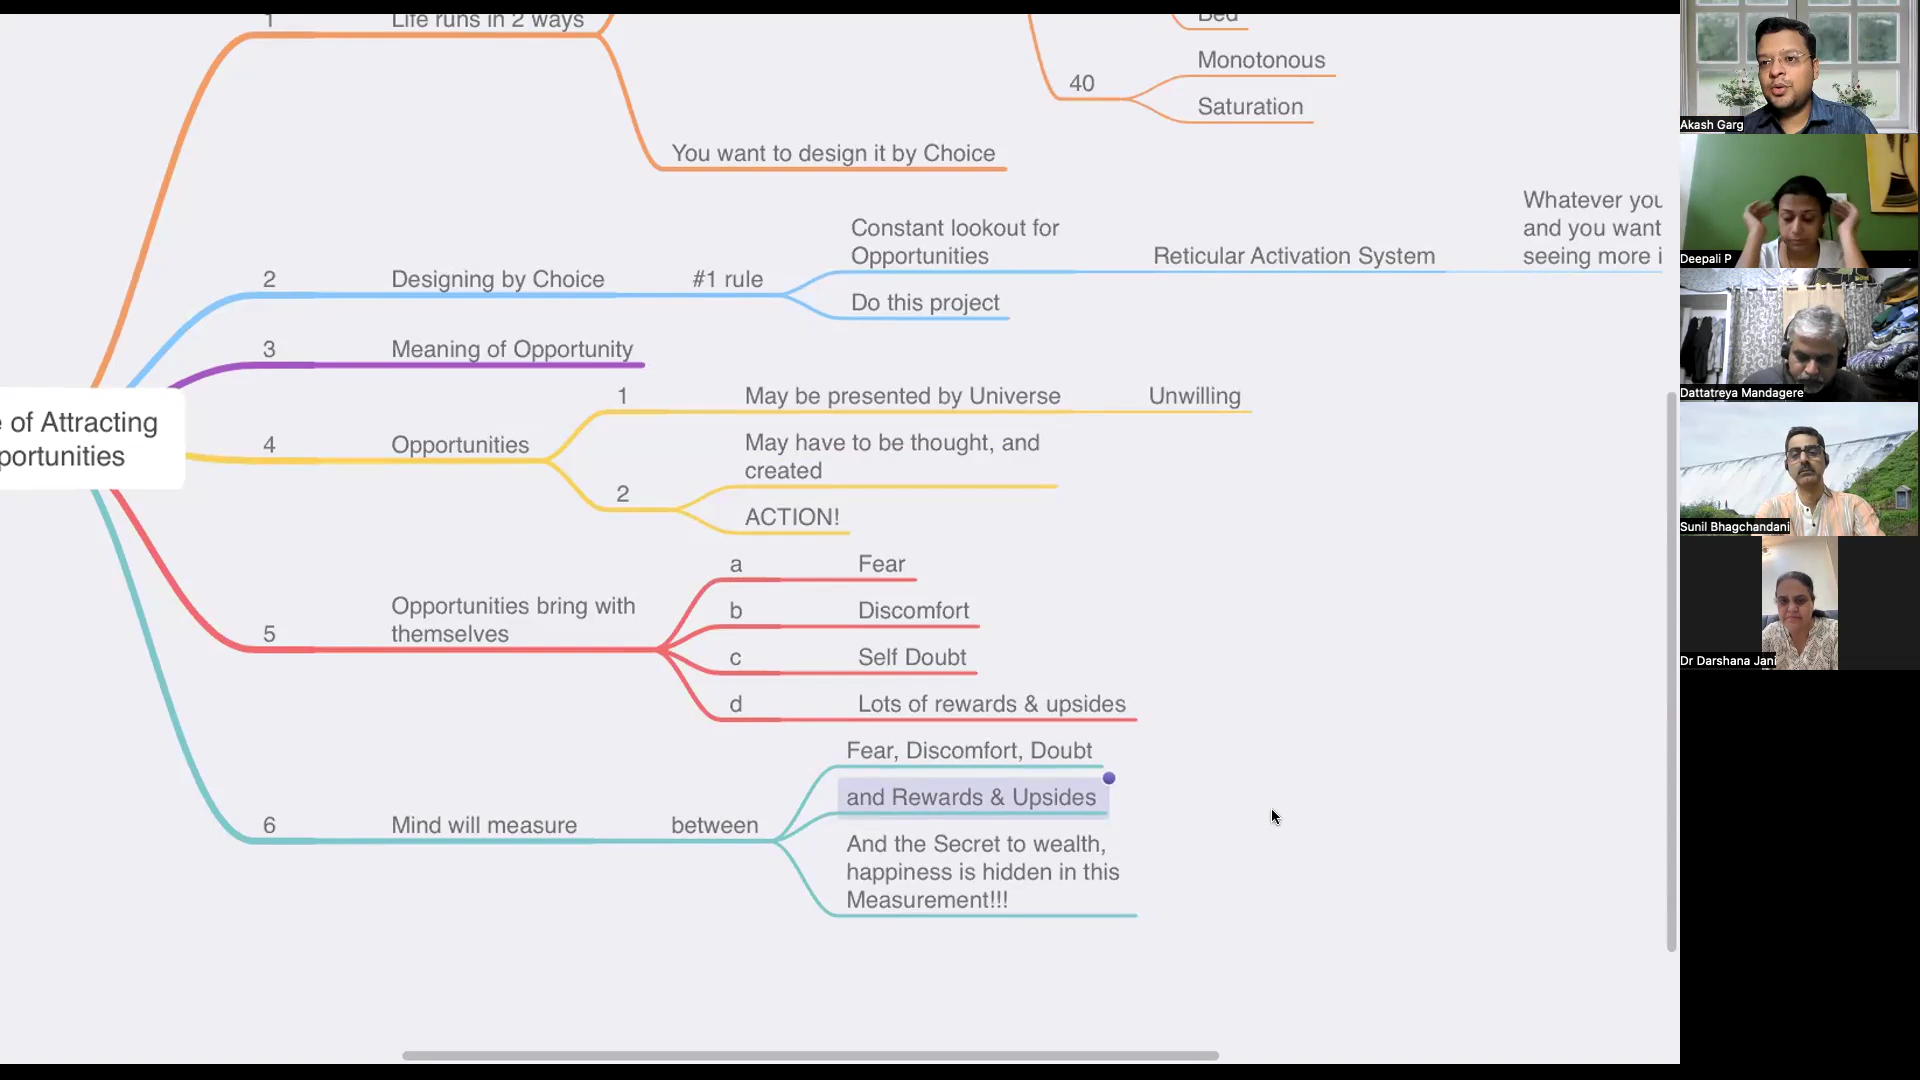 1
Life runs in 2 ways
Bed
40
Monotonous
Saturation
You want to design it by Choice
2
Designing by Choice
#1 rule
Constant lookout for
Opportunities
Reticular Activation System
Whatever you
and you want
seeing more i
Do this project
3
Meaning of Opportunity
e of Attracting
portunities
4
Opportunities
1
May be presented by Universe
Unwilling
2
May have to be thought, and
created
ACTION!
5
Opportunities bring with
themselves
a
Fear
b
Discomfort
c
Self Doubt
d
Lots of rewards & upsides
6
Mind will measure
between
Fear, Discomfort, Doubt
and Rewards & Upsides
And the Secret to wealth,
happiness is hidden in this
Measurement!!!
Akash Garg
Deepali P
Dattatreya Mandagere
Sunil Bhagchandani
Dr Darshana Jani